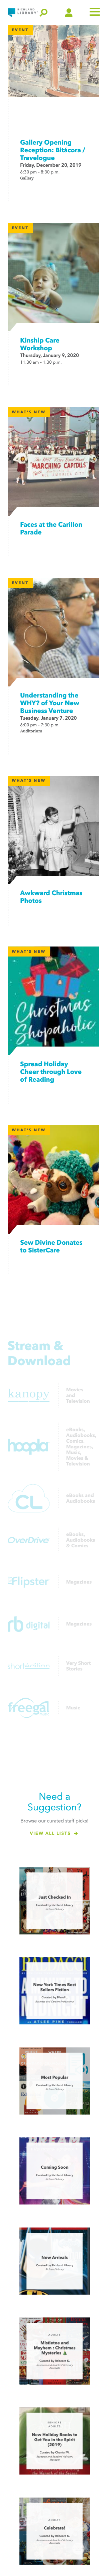 RICHLAND
LIBRARY
EVENT
Gallery Opening
Reception: Bitácora /
Travelogue
Friday, December 20, 2019
6:30 pm - 8:30 p.m.
Gallery
EVENT
Kinship Care
Workshop
Thursday, January 9, 2020
11:30 am - 1:30 p.m.
WHAT'S NEW
MARCHING CAPITALS
Faces at the Carillon
Parade
EVENT
Understanding the
WHY? of Your New
Business Venture
Tuesday, January 7, 2020
6:00 pm - 7:30 p.m.
Auditorium
WHAT'S NEW
Awkward Christmas
Photos
WHAT'S NEW
Christmas
Shopaholic
Spread Holiday
Cheer through Love
of Reading
WHAT'S NEW
Sew Divine Donates
to SisterCare
Stream &
Download
kanopy
Movies
and
Television
hoopla
eBooks,
Audiobooks,
Comics,
Magazines,
Music,
Movies &
Television
CL
eBooks and
Audiobooks
OverDrive
eBooks,
Audiobooks
& Comics
Flipster
Magazines
rb digital
Magazines
short édition
Very Short
Stories
freegal
Music
Need a
Suggestion?
Browse our curated staff picks!
VIEW ALL LISTS →
Just Checked In
Curated by Richland Library
New York Times Best
Sellers Fiction
Most Popular
Curated by Richland Library
Coming Soon
Curated by Richland Library
New Arrivals
Curated by Richland Library
ADULTS
Mistletoe and
Mayhem : Christmas
Mysteries
Curated by Rebecca K.
New Holiday Books to
Get You in the Spirit
(2019)
Curated by Chantal W.
ADULTS
Celebrate!
Curated by Rebecca K.